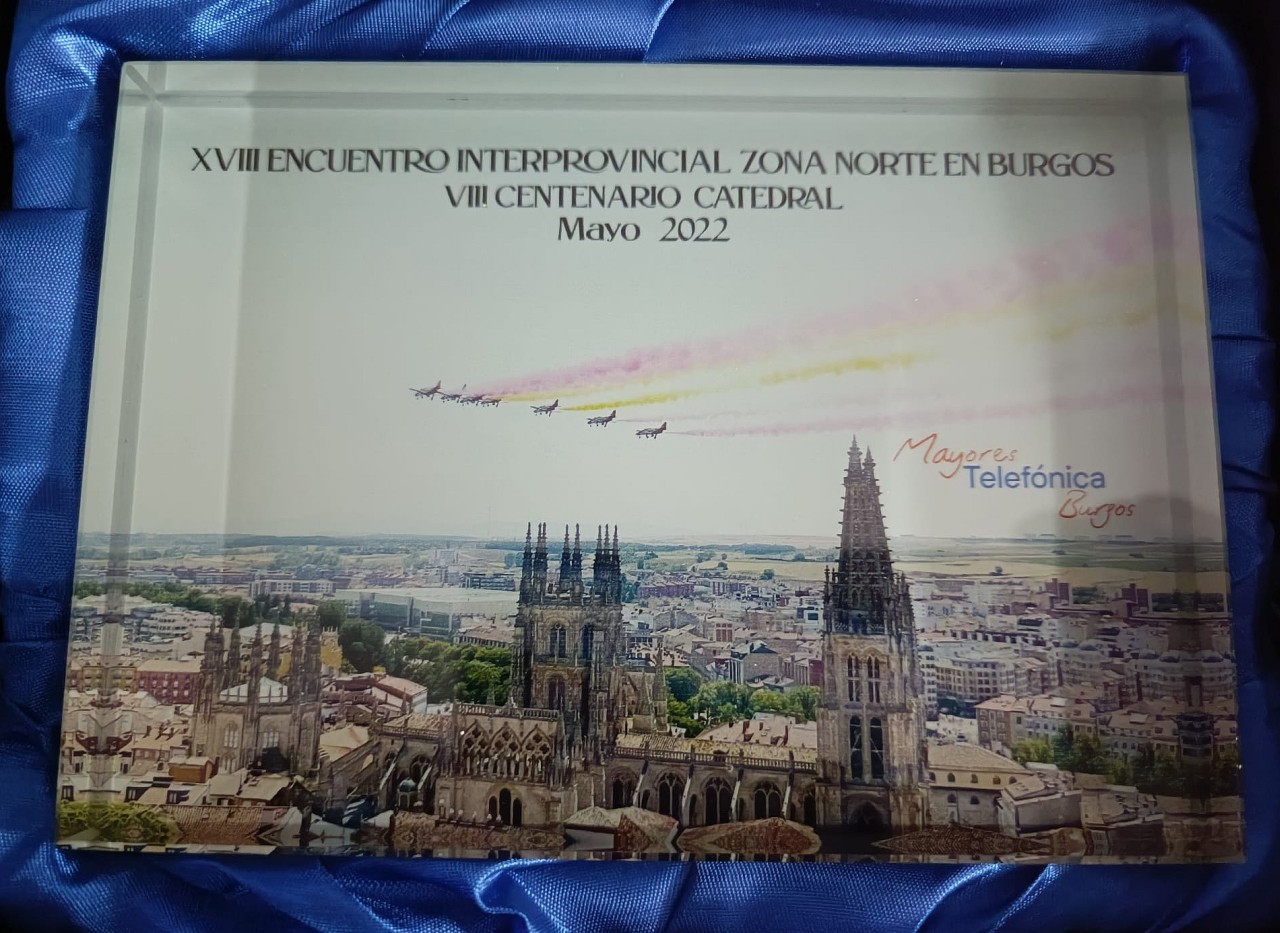 XVIII ENCUENTRO INTERPROVINCIAL ZONA NORTE EN BURGOS
VIII CENTENARIO CATEDRAL
Mayo 2022
Mayores
Telefónica
Burgos